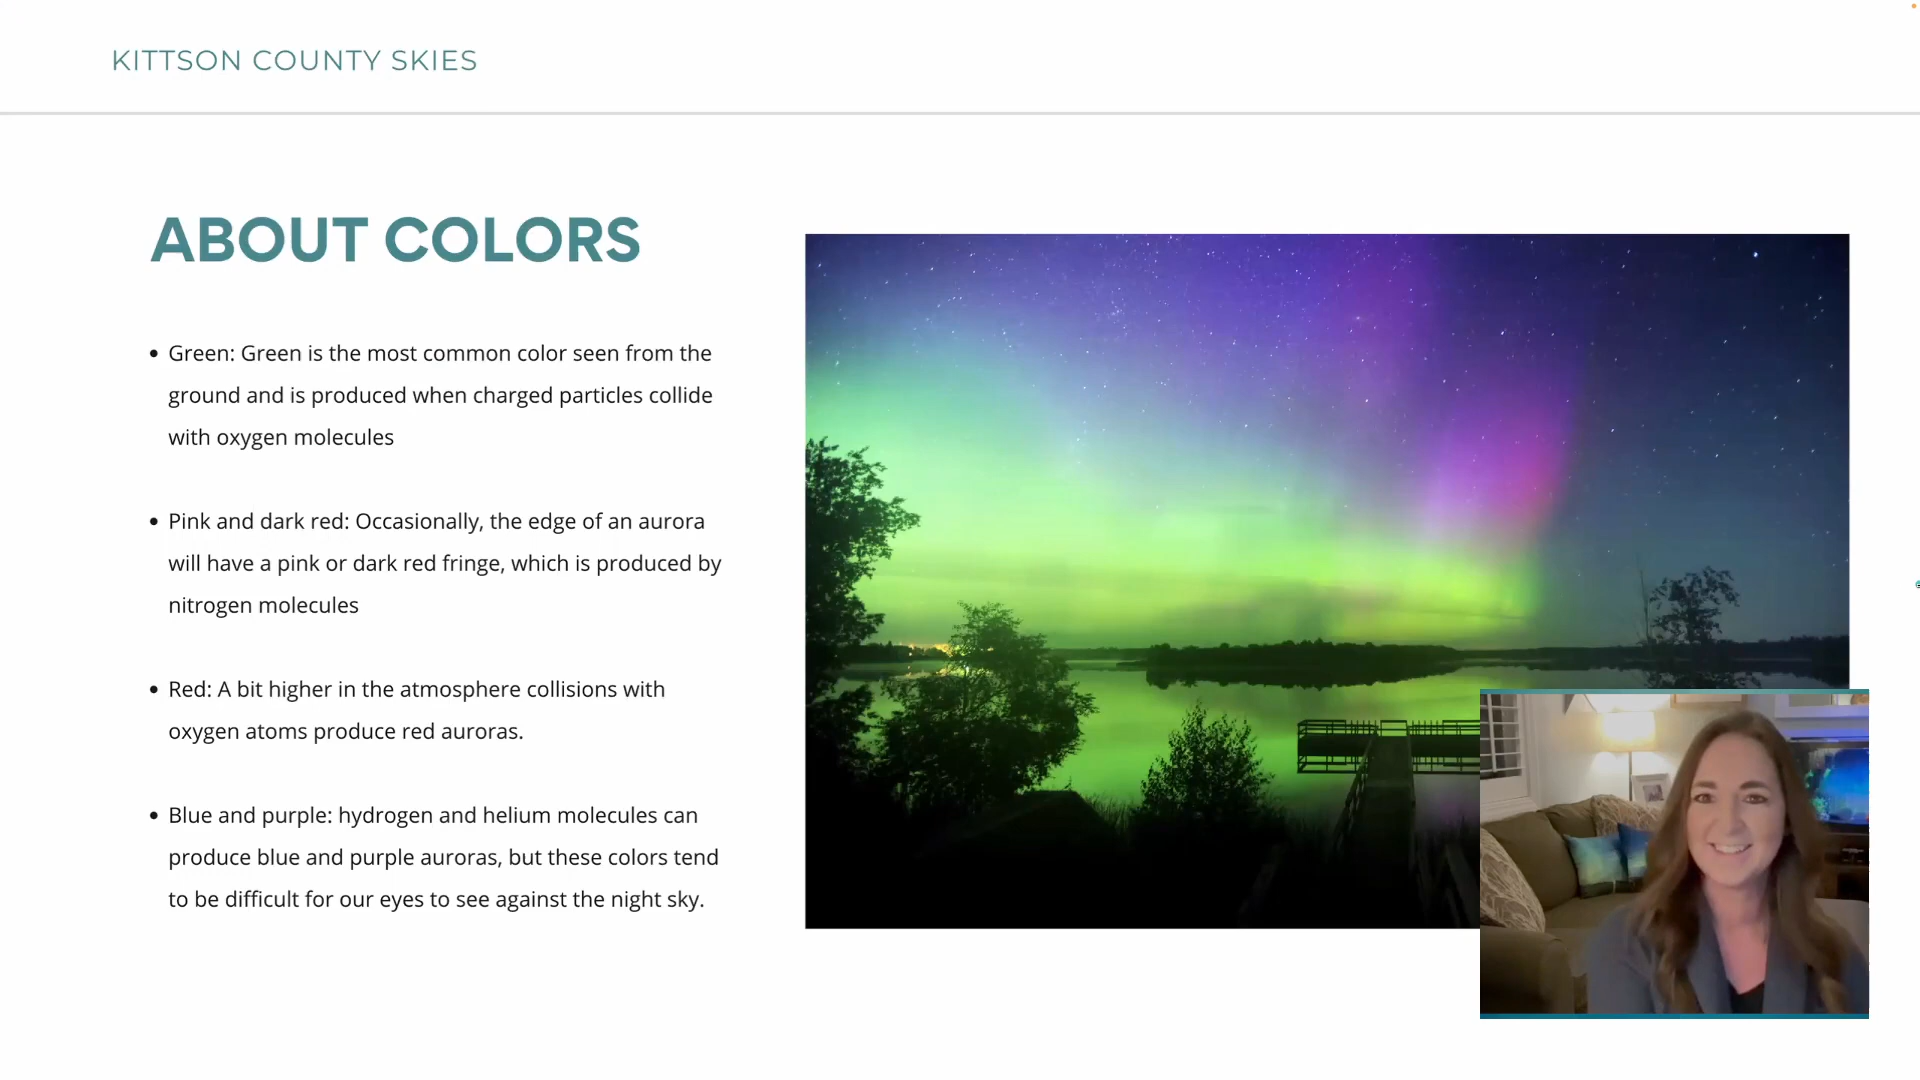 KITTSON COUNTY SKIES
ABOUT COLORS
• Green: Green is the most common color seen from the
ground and is produced when charged particles collide
with oxygen molecules
• Pink and dark red: Occasionally, the edge of an aurora
will have a pink or dark red fringe, which is produced by
nitrogen molecules
• Red: A bit higher in the atmosphere collisions with
oxygen atoms produce red auroras.
• Blue and purple: hydrogen and helium molecules can
produce blue and purple auroras, but these colors tend
to be difficult for our eyes to see against the night sky.